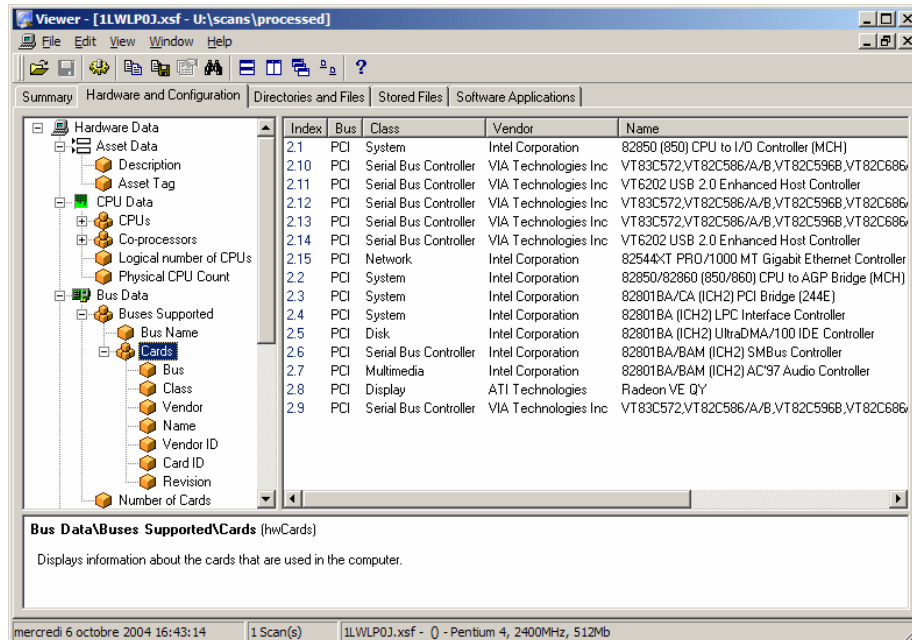 Viewer - [1LWLP0J.xsf - U:\scans\processed]
File Edit View Window Help
Summary Hardware and Configuration Directories and Files Stored Files Software Applications
Hardware Data
Asset Data
Description
Asset Tag
CPU Data
CPUs
Co-processors
Logical number of CPUs
Physical CPU Count
Bus Data
Buses Supported
Bus Name
Cards
Bus
Class
Vendor
Name
Vendor ID
Card ID
Revision
Number of Cards
Index Bus Class Vendor Name
2.1 PCI System Intel Corporation 82850 (850) CPU to I/O Controller (MCH)
2.10 PCI Serial Bus Controller VIA Technologies Inc VT83C572,VT82C586/A/B,VT82C596B,VT82C686/
2.11 PCI Serial Bus Controller VIA Technologies Inc VT6202 USB 2.0 Enhanced Host Controller
2.12 PCI Serial Bus Controller VIA Technologies Inc VT83C572,VT82C586/A/B,VT82C596B,VT82C686/
2.13 PCI Serial Bus Controller VIA Technologies Inc VT83C572,VT82C586/A/B,VT82C596B,VT82C686/
2.14 PCI Serial Bus Controller VIA Technologies Inc VT6202 USB 2.0 Enhanced Host Controller
2.15 PCI Network Intel Corporation 82544XT PRO/1000 MT Gigabit Ethernet Controller
2.2 PCI System Intel Corporation 82850/82860 (850/860) CPU to AGP Bridge (MCH)
2.3 PCI System Intel Corporation 82801BA/CA (ICH2) PCI Bridge (244E)
2.4 PCI System Intel Corporation 82801BA (ICH2) LPC Interface Controller
2.5 PCI Disk Intel Corporation 82801BA (ICH2) UltraDMA/100 IDE Controller
2.6 PCI Serial Bus Controller Intel Corporation 82801BA/BAM (ICH2) SMBus Controller
2.7 PCI Multimedia Intel Corporation 82801BA/BAM (ICH2) AC'97 Audio Controller
2.8 PCI Display ATI Technologies Radeon VE QY
2.9 PCI Serial Bus Controller VIA Technologies Inc VT83C572,VT82C586/A/B,VT82C596B,VT82C686/
Bus Data\Buses Supported\Cards (hwCards)
Displays information about the cards that are used in the computer.
mercredi 6 octobre 2004 16:43:14 1 Scan(s) 1LWLP0J.xsf - () - Pentium 4, 2400MHz, 512Mb